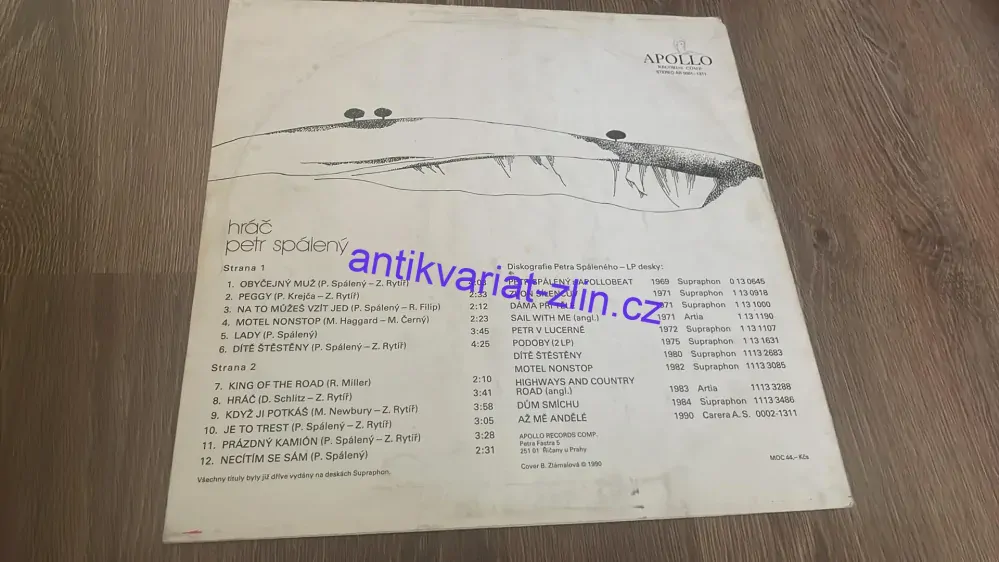 APOLLO
RECORDS COMP.
hráč
petr spálený
Strana 1
1. OBYČEJNÝ MUŽ (P. Spálený – Z. Rytíř)
2. PEGGY (P. Krejča – Z. Rytíř) 2:33
3. NA TO MŮŽEŠ VZÍT JED (P. Spálený – R. Filip) 2:12
4. MOTEL NONSTOP (M. Haggard – M. Černý) 2:23
5. LADY (P. Spálený) 3:45
6. DÍTĚ ŠTĚSTĚNY (P. Spálený – Z. Rytíř) 4:25
Strana 2
7. KING OF THE ROAD (R. Miller) 2:10
8. HRÁČ (D. Schlitz – Z. Rytíř) 3:41
9. KDYŽ JI POTKÁŠ (M. Newbury – Z. Rytíř) 3:58
10. JE TO TREST (P. Spálený – Z. Rytíř) 3:05
11. PRÁZDNÝ KAMIÓN (P. Spálený – Z. Rytíř) 3:28
12. NECÍTÍM SE SÁM (P. Spálený) 2:31
Všechny tituly byly již dříve vydány na deskách Supraphon.
Diskografie Petra Spáleného – LP desky:
PETR SPÁLENÝ APOLLOBEAT 1969 Supraphon 0 13 0645
ZVON ŠÍLENCŮV 1971 Supraphon 1 13 0918
DÁMA PŘI TĚLE 1971 Supraphon 1 13 1000
SAIL WITH ME (angl.) 1971 Artia 1 13 1190
PETR V LUCERNĚ 1972 Supraphon 1 13 1107
PODOBY (2 LP) 1975 Supraphon 1 13 1631
DÍTĚ ŠTĚSTĚNY 1980 Supraphon 1113 2683
MOTEL NONSTOP 1982 Supraphon 1113 3085
HIGHWAYS AND COUNTRY
ROAD (angl.) 1983 Artia 1113 3288
DŮM SMÍCHU 1984 Supraphon 1113 3486
AŽ MĚ ANDĚLÉ 1990 Carera A.S. 0002-1311
APOLLO RECORDS COMP.
Petra Fastra 5
251 01 Říčany u Prahy
Cover B. Zlámalová © 1990
MOC 44,– Kčs
antikvariat-zlin.cz